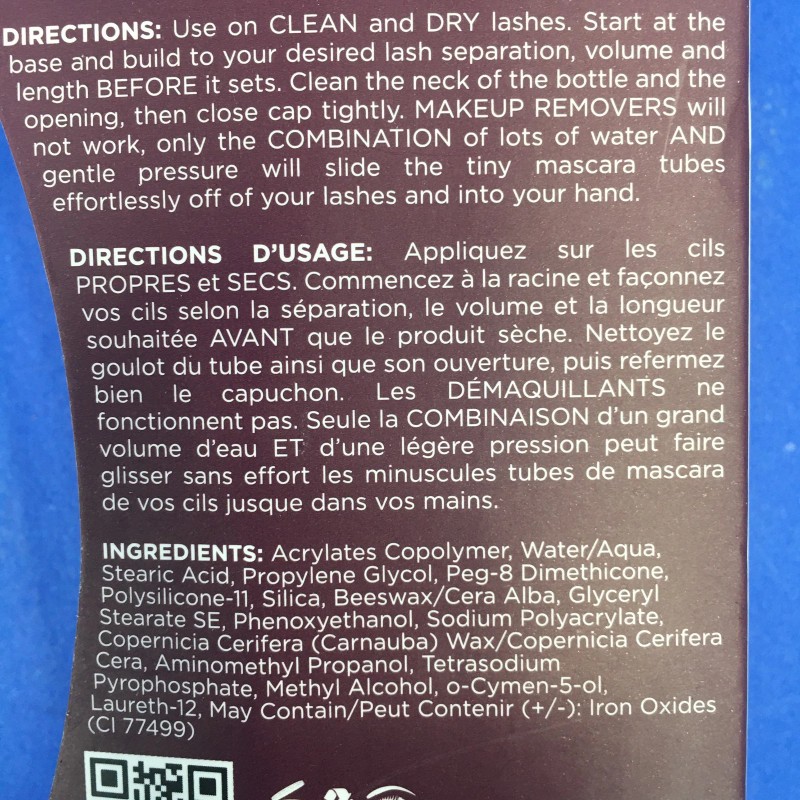 DIRECTIONS: Use on CLEAN and DRY lashes. Start at the
base and build to your desired lash separation, volume and
length BEFORE it sets. Clean the neck of the bottle and the
opening, then close cap tightly. MAKEUP REMOVERS will
not work, only the COMBINATION of lots of water AND
gentle pressure will slide the tiny mascara tubes
effortlessly off of your lashes and into your hand.
DIRECTIONS D'USAGE: Appliquez sur les cils
PROPRES et SECS. Commencez à la racine et façonnez
vos cils selon la séparation, le volume et la longueur
souhaitée AVANT que le produit sèche. Nettoyez le
goulot du tube ainsi que son ouverture, puis refermez
bien le capuchon. Les DÉMAQUILLANTS ne
fonctionnent pas. Seule la COMBINAISON d'un grand
volume d'eau ET d'une légère pression peut faire
glisser sans effort les minuscules tubes de mascara
de vos cils jusque dans vos mains.
INGREDIENTS: Acrylates Copolymer, Water/Aqua,
Stearic Acid, Propylene Glycol, Peg-8 Dimethicone,
Polysilicone-11, Silica, Beeswax/Cera Alba, Glyceryl
Stearate SE, Phenoxyethanol, Sodium Polyacrylate,
Copernicia Cerifera (Carnauba) Wax/Copernicia Cerifera
Cera, Aminomethyl Propanol, Tetrasodium
Pyrophosphate, Methyl Alcohol, o-Cymen-5-ol,
Laureth-12, May Contain/Peut Contenir (+/-): Iron Oxides
(CI 77499)